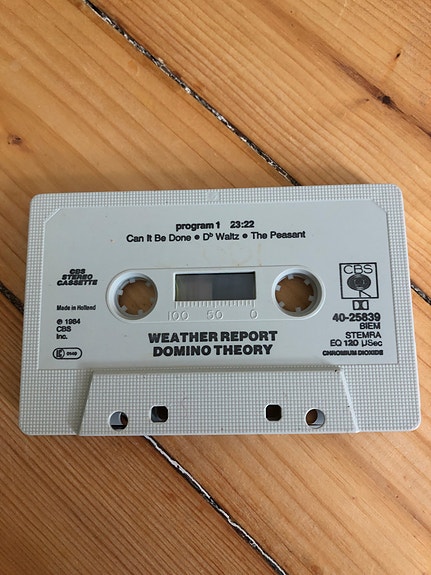 program 1 23:22
Can It Be Done • Dᵇ Waltz • The Peasant
CBS
STEREO
CASSETTE
Made in Holland
℗ 1984
CBS
Inc.
100 50 0
WEATHER REPORT
DOMINO THEORY
CBS
40-25839
BIEM
STEMRA
EQ 120 µSec
CHROMIUM DIOXIDE